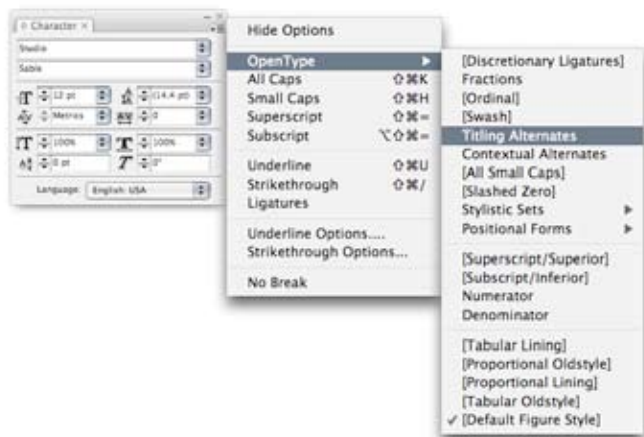 Character ×
Studio
12 pt
(14.4 pt)
Metrics
0
100%
100%
0 pt
0°
Language: English: USA
Hide Options
OpenType
All Caps ⇧⌘K
Small Caps ⇧⌘H
Superscript ⇧⌘=
Subscript ⌥⇧⌘=
Underline ⇧⌘U
Strikethrough ⇧⌘/
Ligatures
Underline Options....
Strikethrough Options...
No Break
[Discretionary Ligatures]
Fractions
[Ordinal]
[Swash]
Titling Alternates
Contextual Alternates
[All Small Caps]
[Slashed Zero]
Stylistic Sets
Positional Forms
[Superscript/Superior]
[Subscript/Inferior]
Numerator
Denominator
[Tabular Lining]
[Proportional Oldstyle]
[Proportional Lining]
[Tabular Oldstyle]
✓ [Default Figure Style]